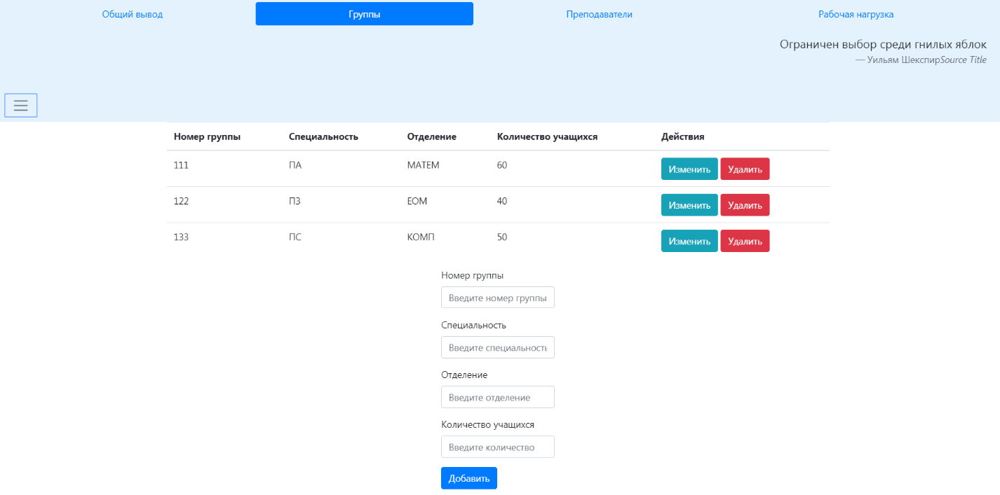 Общий вывод Группы Преподаватели Рабочая нагрузка
Ограничен выбор среди гнилых яблок
— Уильям ШекспирSource Title
Номер группы Специальность Отделение Количество учащихся Действия
111 ПА МАТЕМ 60 Изменить Удалить
122 ПЗ ЕОМ 40 Изменить Удалить
133 ПС КОМП 50 Изменить Удалить
Номер группы
Введите номер группы
Специальность
Введите специальность
Отделение
Введите отделение
Количество учащихся
Введите количество
Добавить